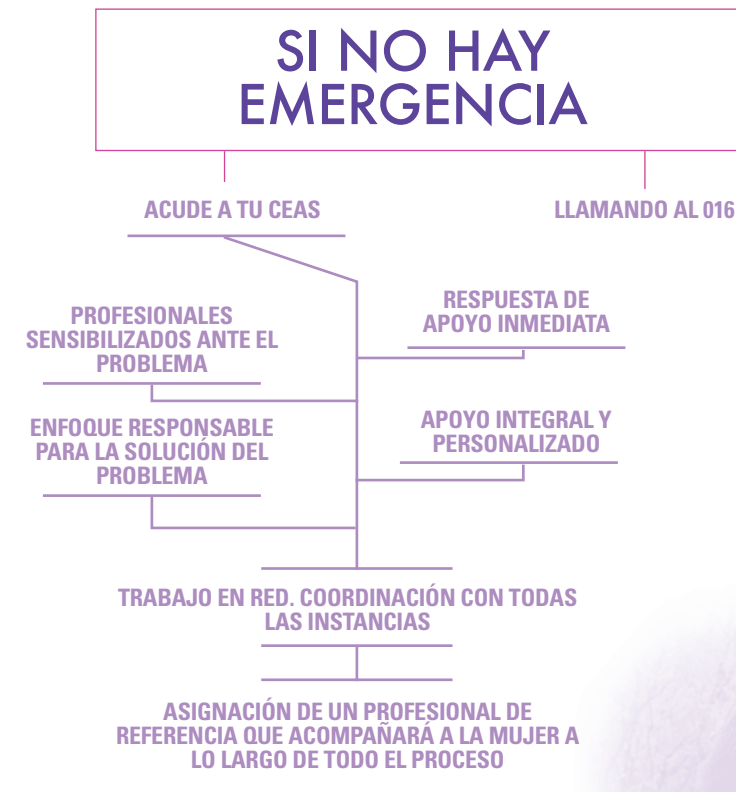 SI NO HAY
EMERGENCIA
ACUDE A TU CEAS
LLAMANDO AL 016
PROFESIONALES
SENSIBILIZADOS ANTE EL
PROBLEMA
RESPUESTA DE
APOYO INMEDIATA
ENFOQUE RESPONSABLE
PARA LA SOLUCIÓN DEL
PROBLEMA
APOYO INTEGRAL Y
PERSONALIZADO
TRABAJO EN RED. COORDINACIÓN CON TODAS
LAS INSTANCIAS
ASIGNACIÓN DE UN PROFESIONAL DE
REFERENCIA QUE ACOMPAÑARÁ A LA MUJER A
LO LARGO DE TODO EL PROCESO